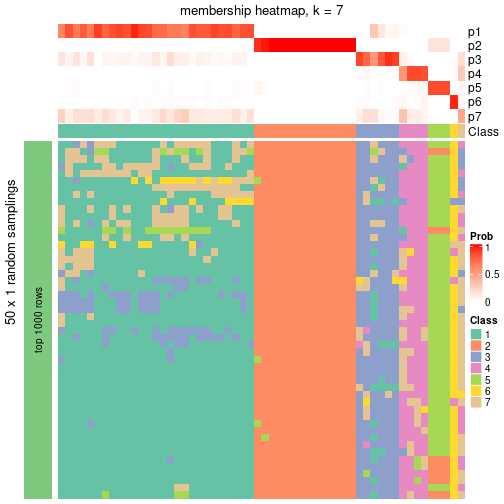 membership heatmap, k = 7
p1
p2
p3
p4
p5
p6
p7
Class
50 x 1 random samplings
top 1000 rows
Prob
1
0.5
0
Class
1
2
3
4
5
6
7